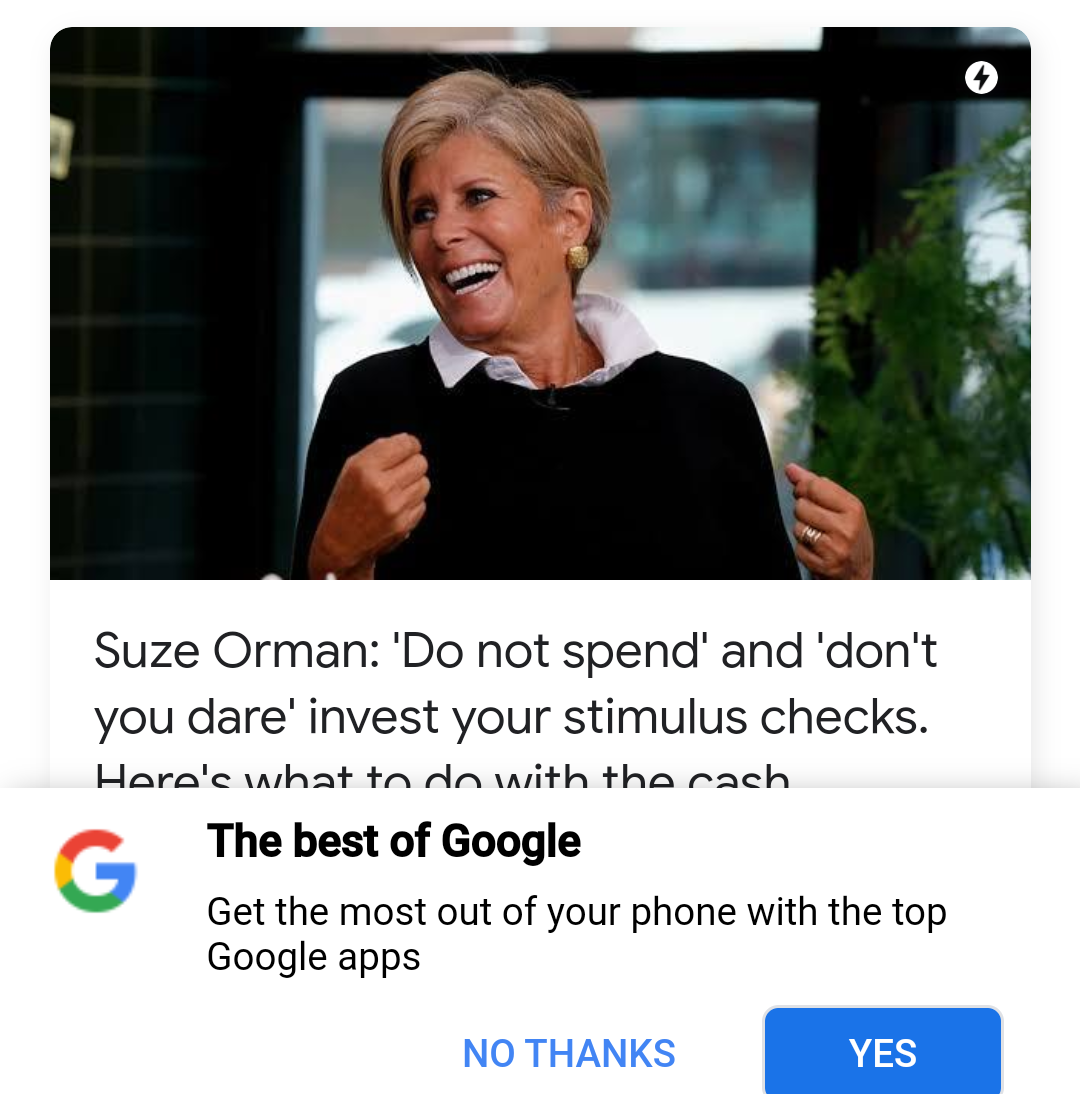 Suze Orman: 'Do not spend' and 'don't
you dare' invest your stimulus checks.
Here's what to do with the cash
The best of Google
Get the most out of your phone with the top
Google apps
NO THANKS
YES